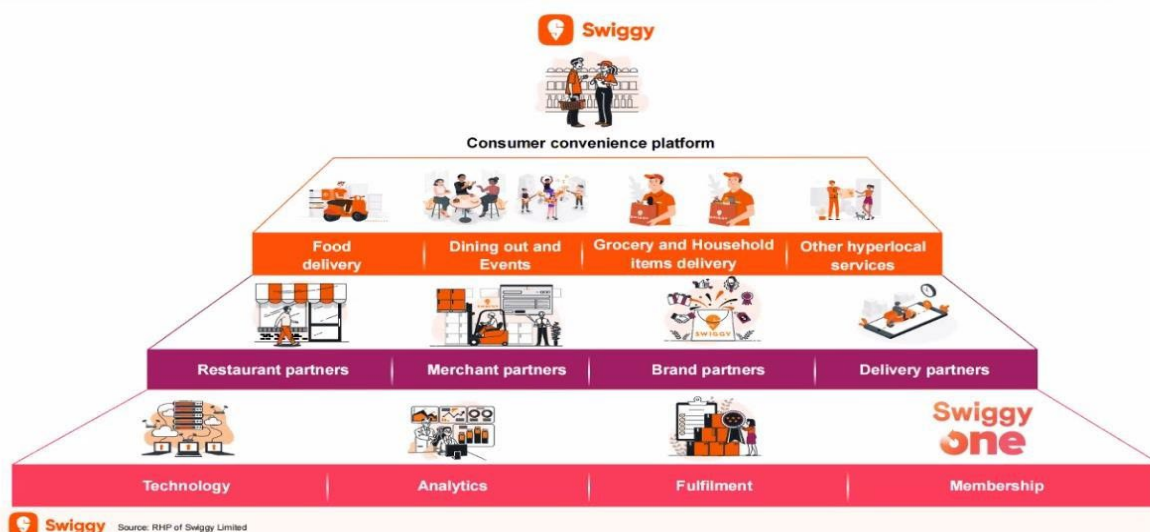 Swiggy
Consumer convenience platform
Food
delivery
Dining out and
Events
Grocery and Household
items delivery
Other hyperlocal
services
SWIGGY
Restaurant partners
Merchant partners
Brand partners
Delivery partners
Swiggy
one
Technology
Analytics
Fulfilment
Membership
Swiggy
Source: RHP of Swiggy Limited